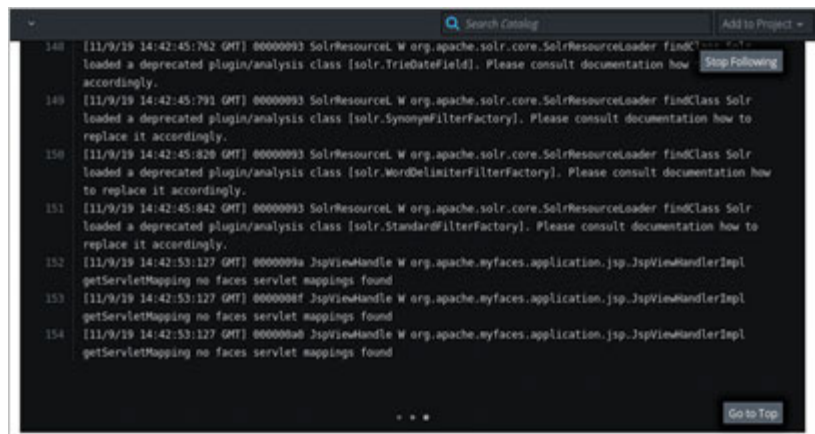 Search Catalog
Add to Project
148 [11/9/19 14:42:45:762 GMT] 00000093 SolrResourceL W org.apache.solr.core.SolrResourceLoader findClass Solr
Stop Following
loaded a deprecated plugin/analysis class [solr.TrieDateField]. Please consult documentation how
accordingly.
149 [11/9/19 14:42:45:791 GMT] 00000093 SolrResourceL W org.apache.solr.core.SolrResourceLoader findClass Solr
loaded a deprecated plugin/analysis class [solr.SynonymFilterFactory]. Please consult documentation how to
replace it accordingly.
150 [11/9/19 14:42:45:820 GMT] 00000093 SolrResourceL W org.apache.solr.core.SolrResourceLoader findClass Solr
loaded a deprecated plugin/analysis class [solr.WordDelimiterFilterFactory]. Please consult documentation how
to replace it accordingly.
151 [11/9/19 14:42:45:842 GMT] 00000093 SolrResourceL W org.apache.solr.core.SolrResourceLoader findClass Solr
loaded a deprecated plugin/analysis class [solr.StandardFilterFactory]. Please consult documentation how to
replace it accordingly.
152 [11/9/19 14:42:53:127 GMT] 0000009a JspViewHandle W org.apache.myfaces.application.jsp.JspViewHandlerImpl
getServletMapping no faces servlet mappings found
153 [11/9/19 14:42:53:127 GMT] 0000008f JspViewHandle W org.apache.myfaces.application.jsp.JspViewHandlerImpl
getServletMapping no faces servlet mappings found
154 [11/9/19 14:42:53:127 GMT] 000000a0 JspViewHandle W org.apache.myfaces.application.jsp.JspViewHandlerImpl
getServletMapping no faces servlet mappings found
Go to Top